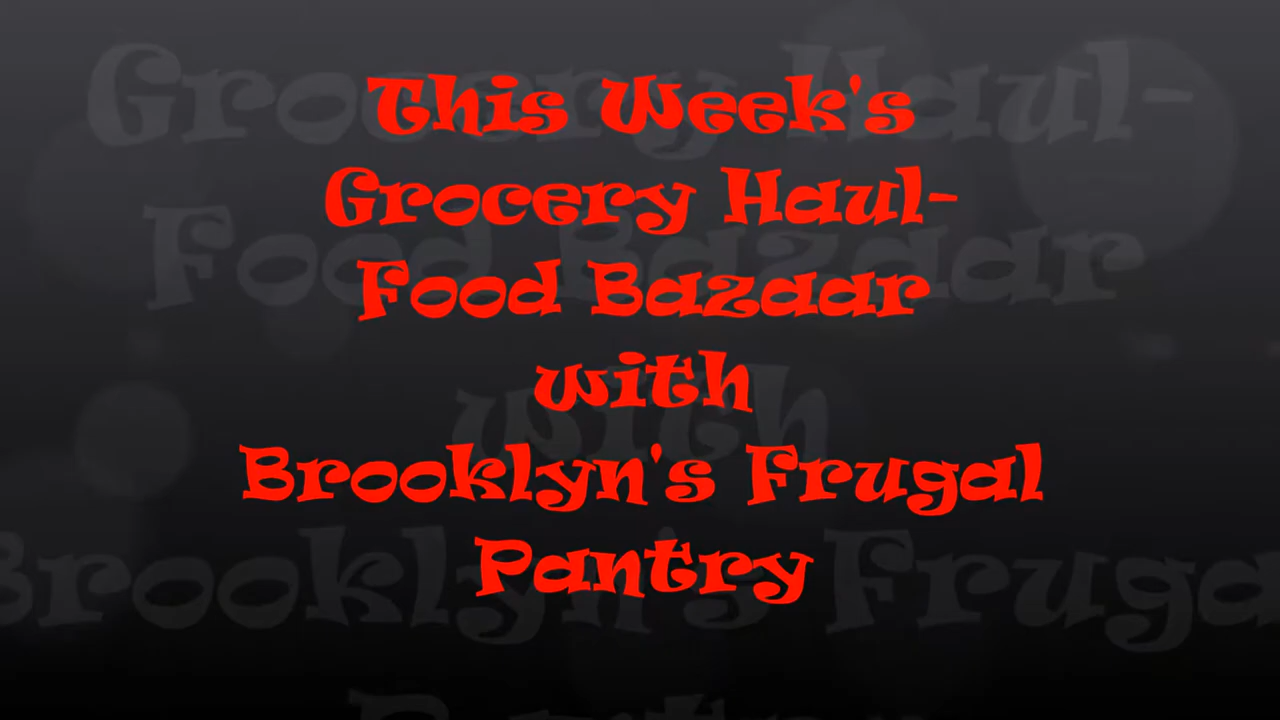 This Week's
Grocery Haul-
Food Bazaar
with
Brooklyn's Frugal
Pantry